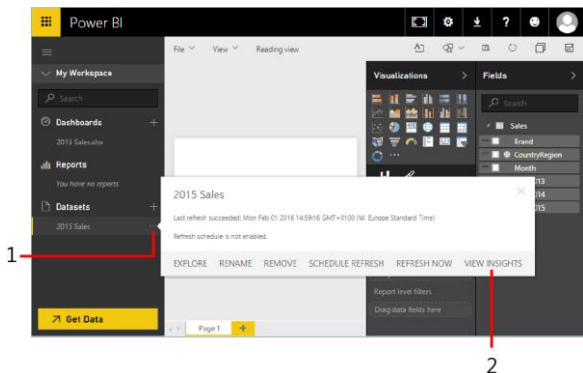 Power BI
?
File View Reading view
My Workspace
Search
Dashboards
2015 Sales.xlsx
Reports
You have no reports
Datasets
2015 Sales
Get Data
Visualizations
Fields
Search
Sales
Brand
CountryRegion
Month
013
014
015
2015 Sales
Last refresh succeeded: Mon Feb 01 2016 14:59:16 GMT+0100 (W. Europe Standard Time)
Refresh schedule is not enabled.
EXPLORE RENAME REMOVE SCHEDULE REFRESH REFRESH NOW VIEW INSIGHTS
Report level filters
Drag data fields here
Page 1
1
2